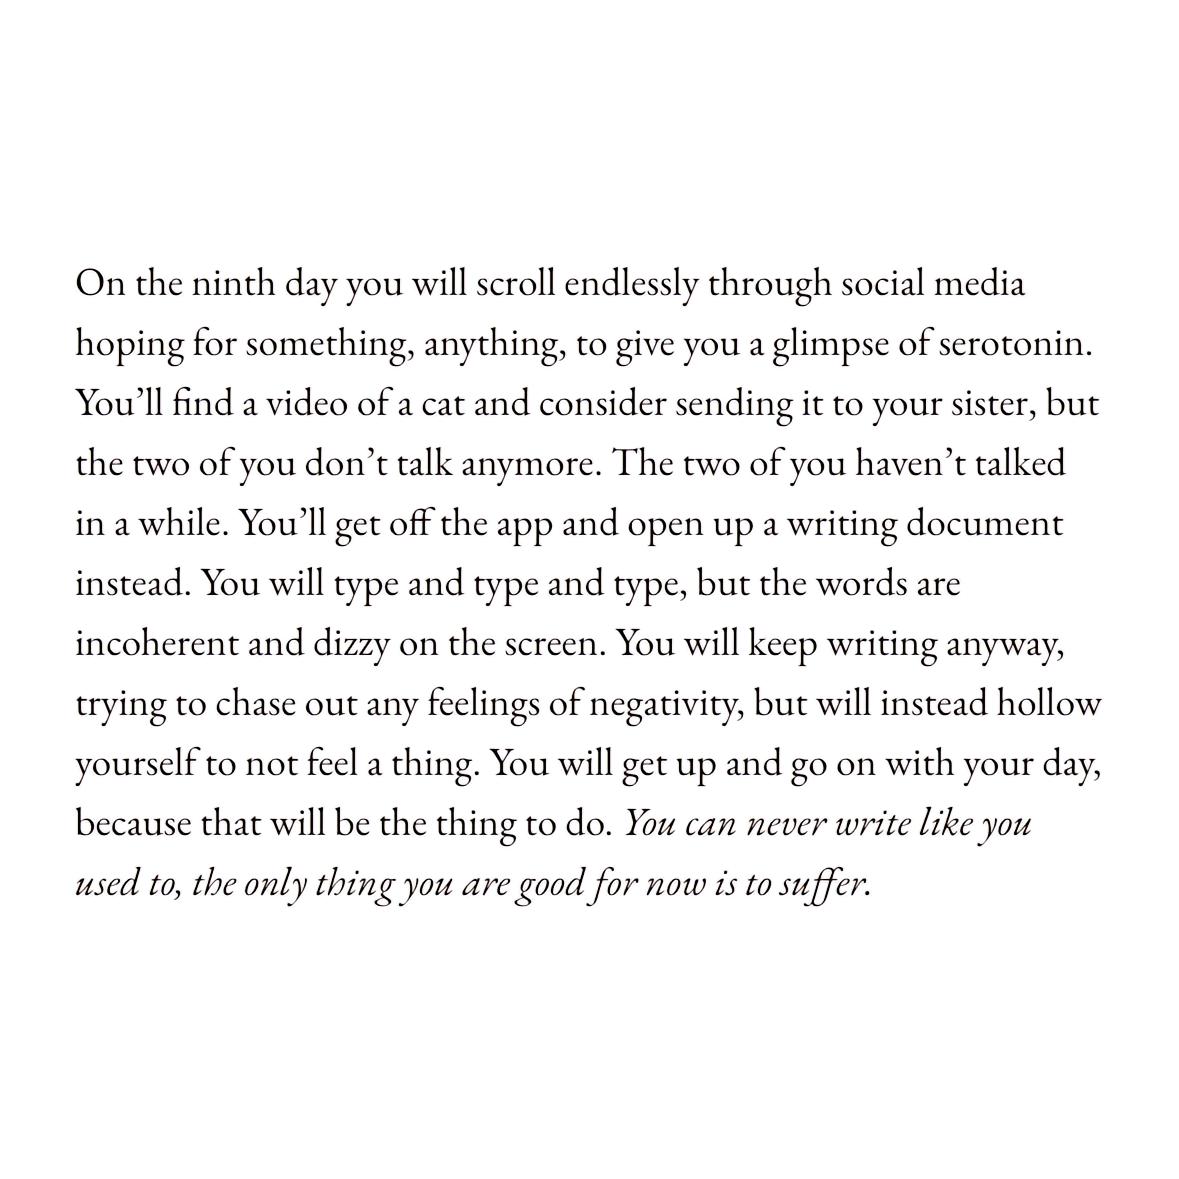 On the ninth day you will scroll endlessly through social media
hoping for something, anything, to give you a glimpse of serotonin.
You’ll find a video of a cat and consider sending it to your sister, but
the two of you don’t talk anymore. The two of you haven’t talked
in a while. You’ll get off the app and open up a writing document
instead. You will type and type and type, but the words are
incoherent and dizzy on the screen. You will keep writing anyway,
trying to chase out any feelings of negativity, but will instead hollow
yourself to not feel a thing. You will get up and go on with your day,
because that will be the thing to do. You can never write like you
used to, the only thing you are good for now is to suffer.